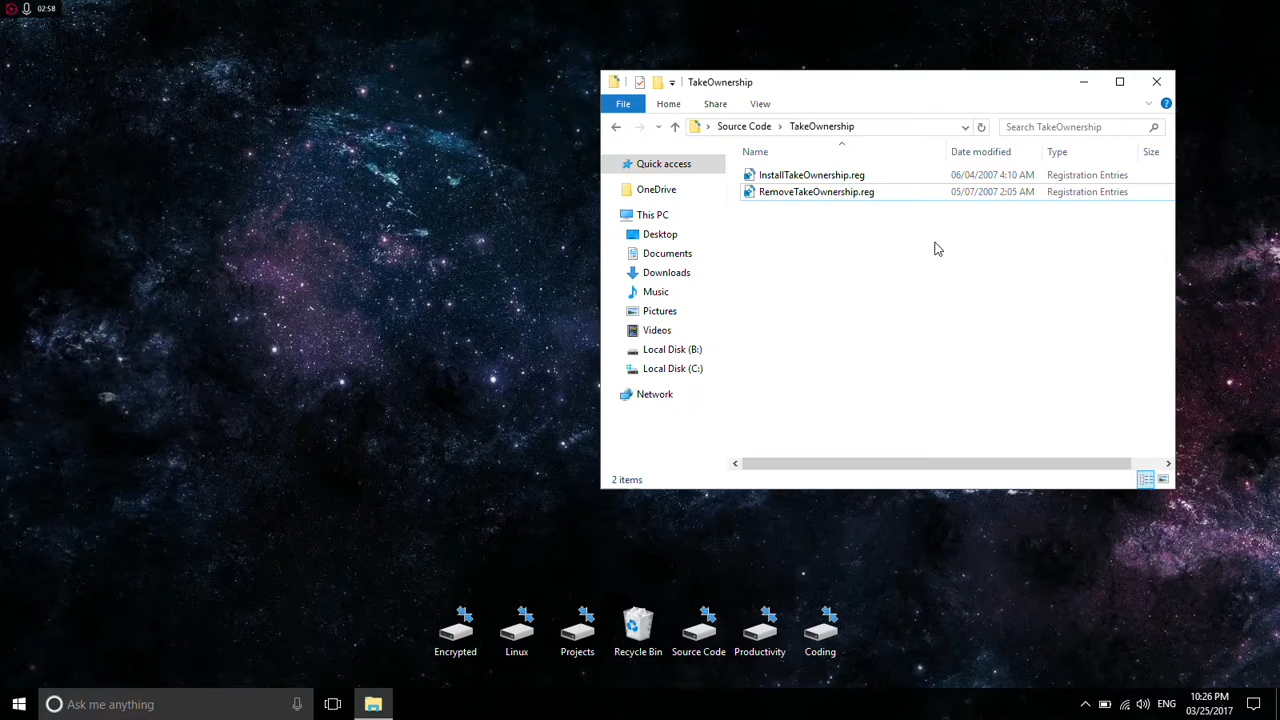 02:58
TakeOwnership
File Home Share View
Source Code TakeOwnership
Search TakeOwnership
Name Date modified Type Size
InstallTakeOwnership.reg 06/04/2007 4:10 AM Registration Entries
RemoveTakeOwnership.reg 05/07/2007 2:05 AM Registration Entries
Quick access
OneDrive
This PC
Desktop
Documents
Downloads
Music
Pictures
Videos
Local Disk (B:)
Local Disk (C:)
Network
2 items
Encrypted Linux Projects Recycle Bin Source Code Productivity Coding
Ask me anything
ENG
10:26 PM
03/25/2017